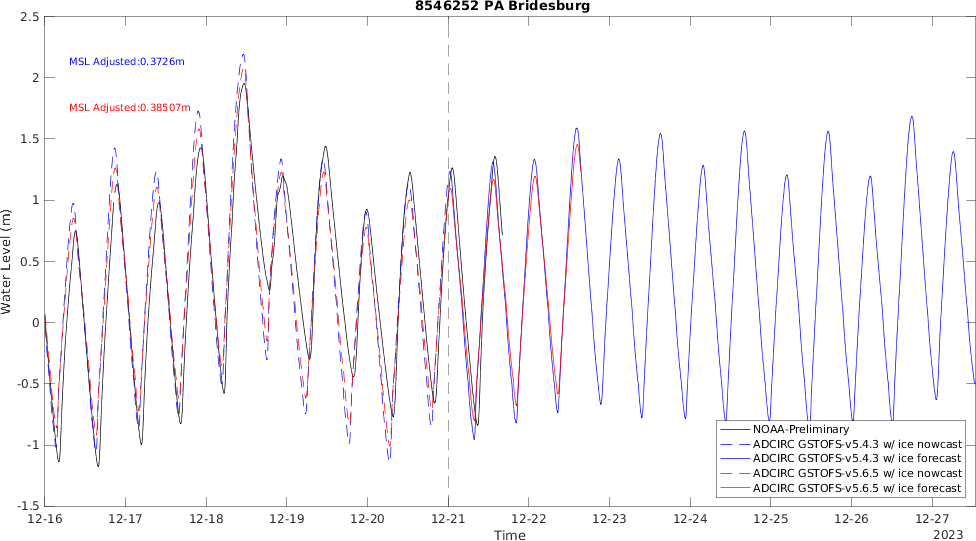 8546252 PA Bridesburg
MSL Adjusted:0.3726m
MSL Adjusted:0.38507m
Water Level (m)
2.5
2
1.5
1
0.5
0
-0.5
-1
-1.5
NOAA-Preliminary
ADCIRC GSTOFS-v5.4.3 w/ ice nowcast
ADCIRC GSTOFS-v5.4.3 w/ ice forecast
ADCIRC GSTOFS-v5.6.5 w/ ice nowcast
ADCIRC GSTOFS-v5.6.5 w/ ice forecast
12-16 12-17 12-18 12-19 12-20 12-21 12-22 12-23 12-24 12-25 12-26 12-27
Time
2023